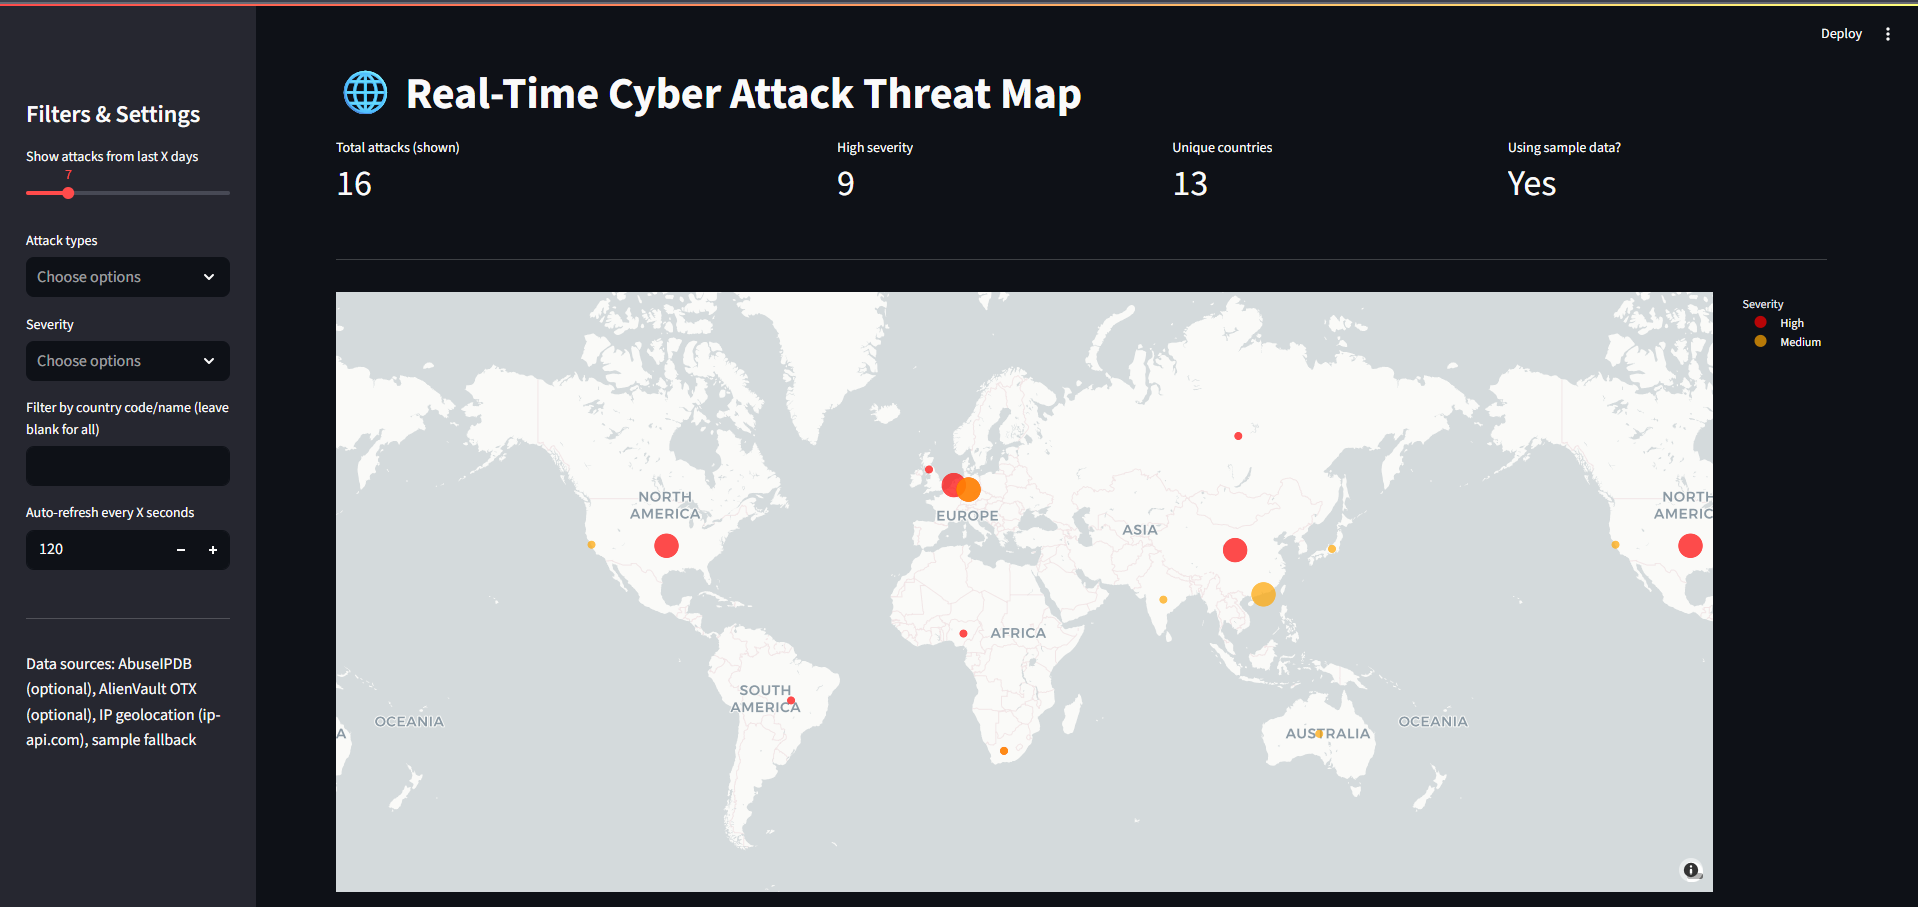 Deploy
Filters & Settings
Show attacks from last X days
7
Attack types
Choose options
Severity
Choose options
Filter by country code/name (leave
blank for all)
Auto-refresh every X seconds
120
Data sources: AbuseIPDB
(optional), AlienVault OTX
(optional), IP geolocation (ip-
api.com), sample fallback
Real-Time Cyber Attack Threat Map
Total attacks (shown)
16
High severity
9
Unique countries
13
Using sample data?
Yes
Severity
High
Medium
NORTH
AMERICA
EUROPE
ASIA
NORTH
AMERIC
AFRICA
SOUTH
AMERICA
OCEANIA
A
AUSTRALIA
OCEANIA